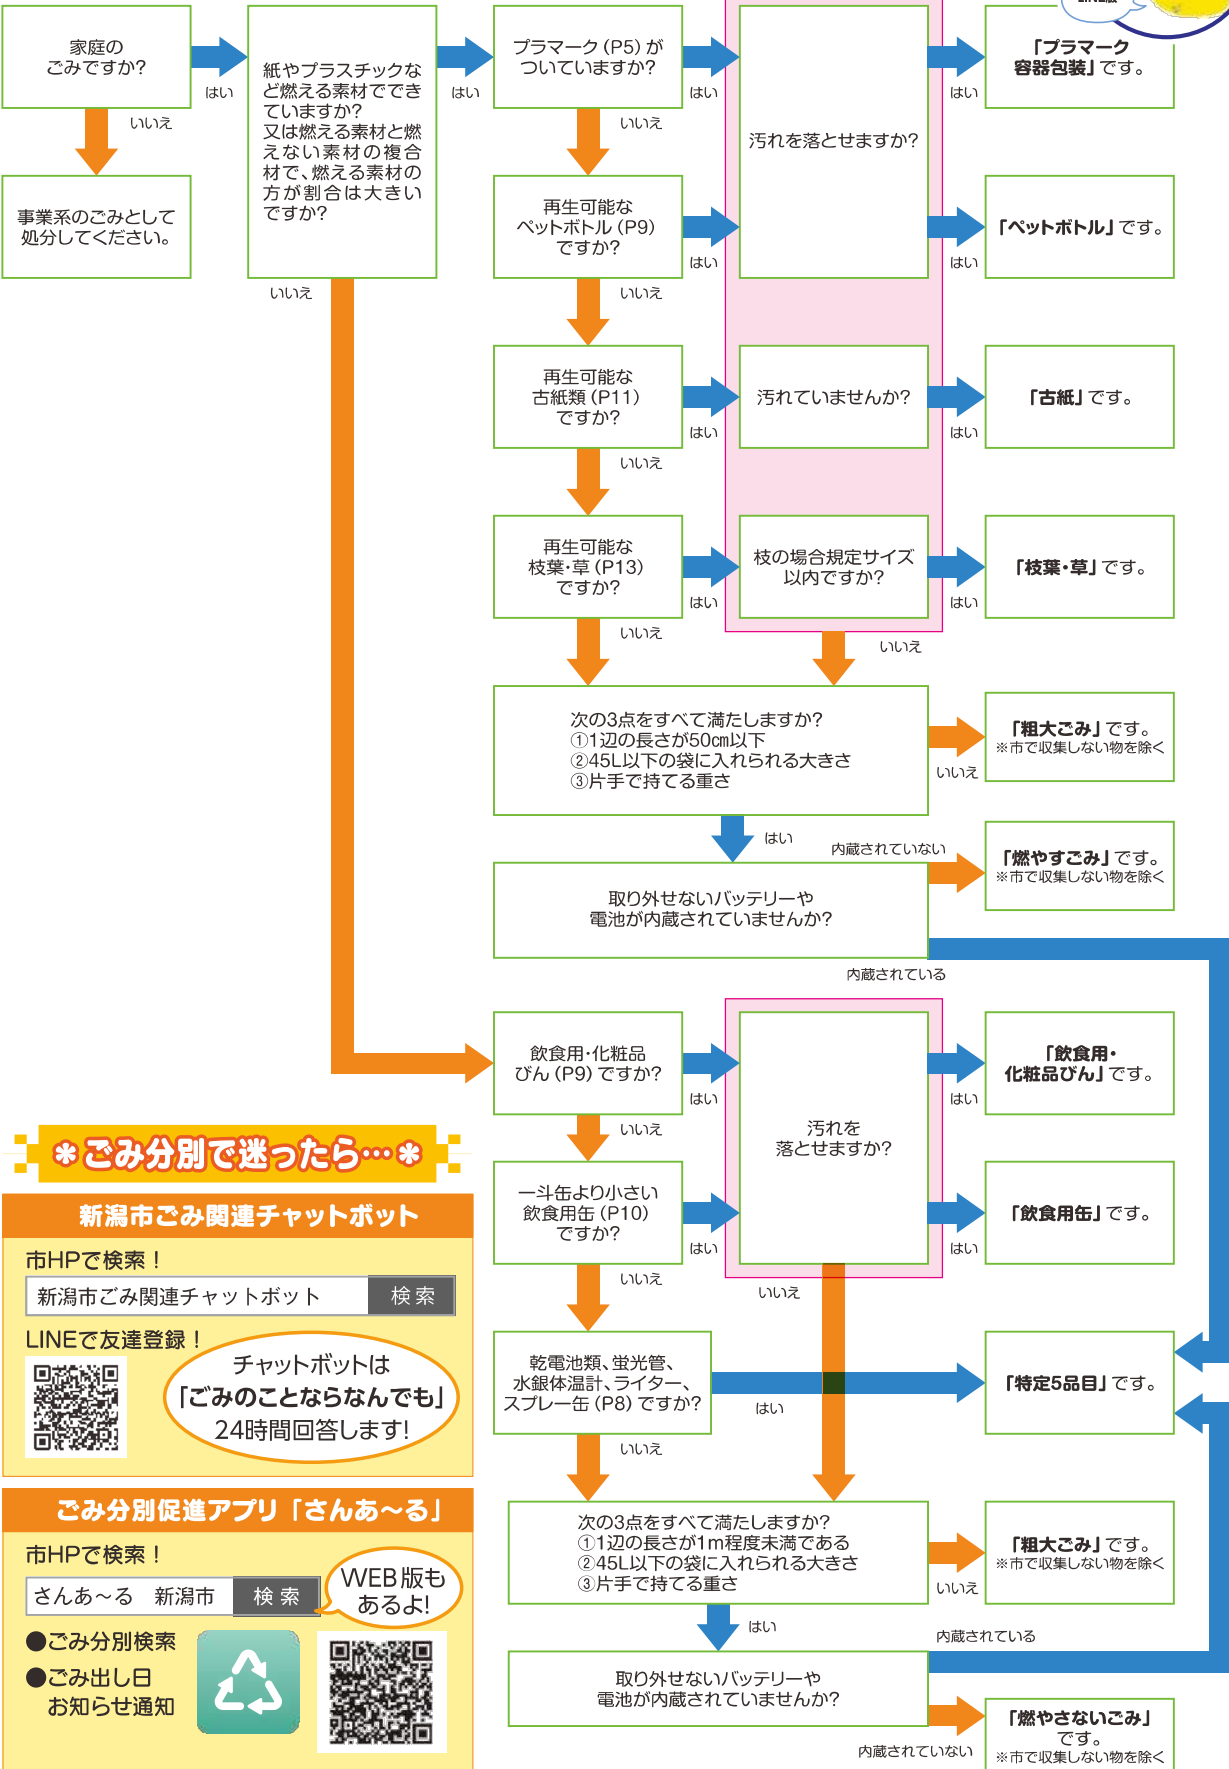 家庭の
ごみですか?
はい
いいえ
事業系のごみとして
処分してください。
紙やプラスチックな
ど燃える素材ででき
ていますか?
又は燃える素材と燃
えない素材の複合
材で、燃える素材の
方が割合は大きい
ですか?
はい
いいえ
プラマーク(P5)が
ついていますか?
はい
いいえ
汚れを落とせますか?
はい
「プラマーク
容器包装」です。
再生可能な
ペットボトル(P9)
ですか?
はい
いいえ
はい
「ペットボトル」です。
再生可能な
古紙類(P11)
ですか?
はい
いいえ
汚れていませんか?
はい
「古紙」です。
再生可能な
枝葉・草(P13)
ですか?
はい
いいえ
枝の場合規定サイズ
以内ですか?
はい
いいえ
「枝葉・草」です。
次の3点をすべて満たしますか?
①1辺の長さが50㎝以下
②45L以下の袋に入れられる大きさ
③片手で持てる重さ
いいえ
はい
「粗大ごみ」です。
※市で収集しない物を除く
取り外せないバッテリーや
電池が内蔵されていませんか?
内蔵されていない
内蔵されている
「燃やすごみ」です。
※市で収集しない物を除く
飲食用・化粧品
びん(P9)ですか?
はい
いいえ
汚れを
落とせますか?
はい
「飲食用・
化粧品びん」です。
一斗缶より小さい
飲食用缶(P10)
ですか?
はい
いいえ
はい
いいえ
「飲食用缶」です。
乾電池類、蛍光管、
水銀体温計、ライター、
スプレー缶(P8)ですか?
はい
いいえ
「特定5品目」です。
次の3点をすべて満たしますか?
①1辺の長さが1m程度未満である
②45L以下の袋に入れられる大きさ
③片手で持てる重さ
いいえ
はい
「粗大ごみ」です。
※市で収集しない物を除く
取り外せないバッテリーや
電池が内蔵されていませんか?
内蔵されている
内蔵されていない
「燃やさないごみ」
です。
※市で収集しない物を除く
＊ごみ分別で迷ったら…＊
新潟市ごみ関連チャットボット
市HPで検索!
新潟市ごみ関連チャットボット 検索
LINEで友達登録!
チャットボットは
「ごみのことならなんでも」
24時間回答します!
ごみ分別促進アプリ「さんあ〜る」
市HPで検索!
さんあ〜る 新潟市 検索
WEB版も
あるよ!
●ごみ分別検索
●ごみ出し日
お知らせ通知